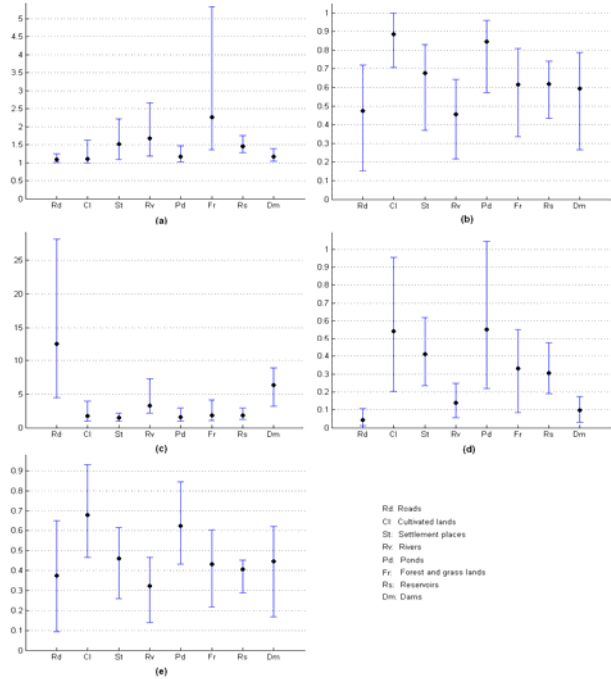 5
4.5
4
3.5
3
2.5
2
1.5
1
0.5
0
Rd Cl St Rv Pd Fr Rs Dm
(a)
1
0.9
0.8
0.7
0.6
0.5
0.4
0.3
0.2
0.1
0
Rd Cl St Rv Pd Fr Rs Dm
(b)
25
20
15
10
5
0
Rd Cl St Rv Pd Fr Rs Dm
(c)
1
0.9
0.8
0.7
0.6
0.5
0.4
0.3
0.2
0.1
0
Rd Cl St Rv Pd Fr Rs Dm
(d)
0.9
0.8
0.7
0.6
0.5
0.4
0.3
0.2
0.1
0
Rd Cl St Rv Pd Fr Rs Dm
(e)
Rd: Roads
Cl: Cultivated lands
St: Settlement places
Rv: Rivers
Pd: Ponds
Fr: Forest and grass lands
Rs: Reservoirs
Dm: Dams